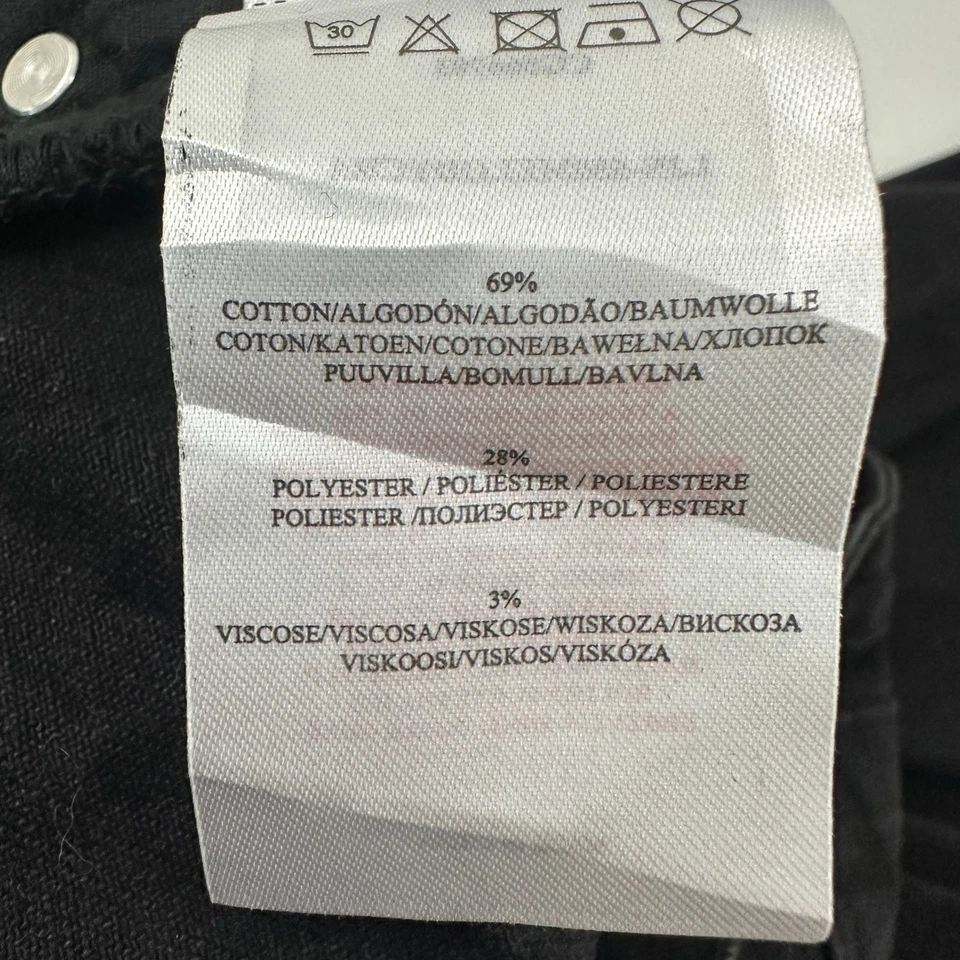 30
69%
COTTON/ALGODÓN/ALGODÃO/BAUMWOLLE
COTON/KATOEN/COTONE/BAWEŁNA/ХЛОПОК
PUUVILLA/BOMULL/BAVLNA
28%
POLYESTER / POLIÉSTER / POLIESTERE
POLIESTER /ПОЛИЭСТЕР / POLYESTERI
3%
VISCOSE/VISCOSA/VISKOSE/WISKOZA/ВИСКОЗА
VISKOOSI/VISKOS/VISKÓZA